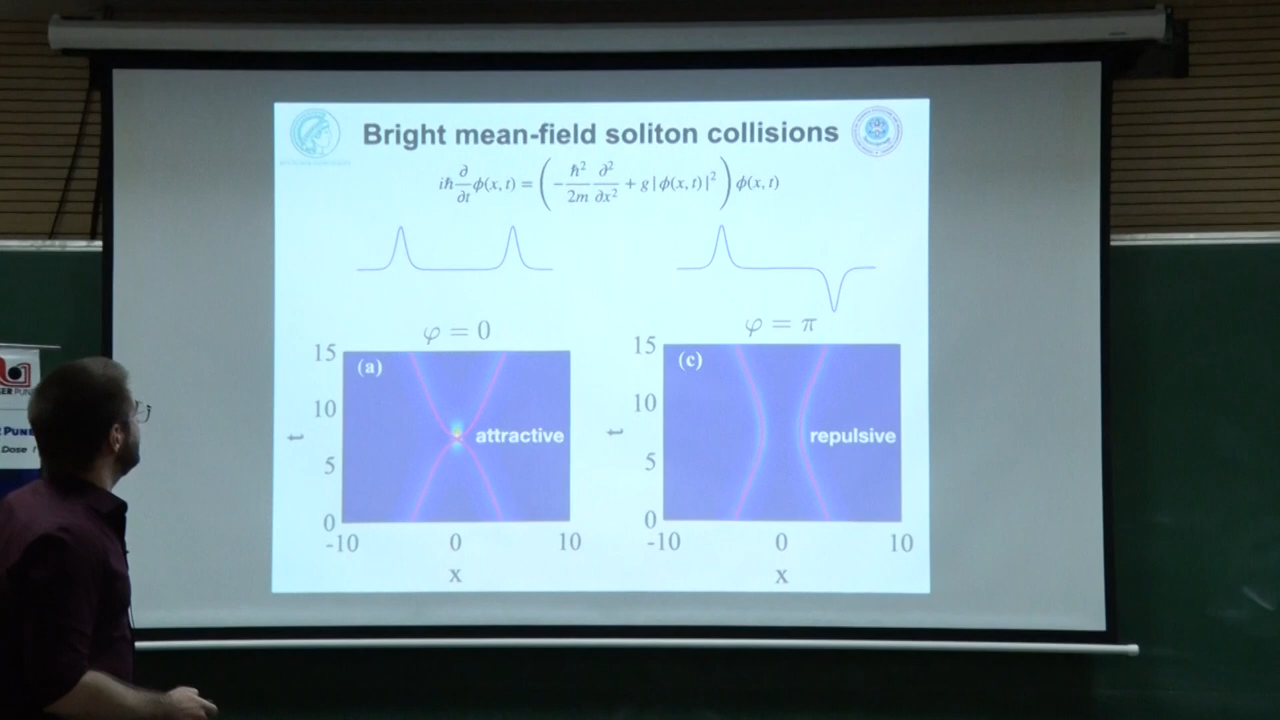 Bright mean-field soliton collisions
iħ ∂/∂t ϕ(x, t) = ( − ħ²/2m ∂²/∂x² + g|ϕ(x, t)|² ) ϕ(x, t)
φ = 0
φ = π
15
(a)
10
attractive
t
5
0
-10 0 10
x
15
(c)
10
repulsive
t
5
0
-10 0 10
x
Dose